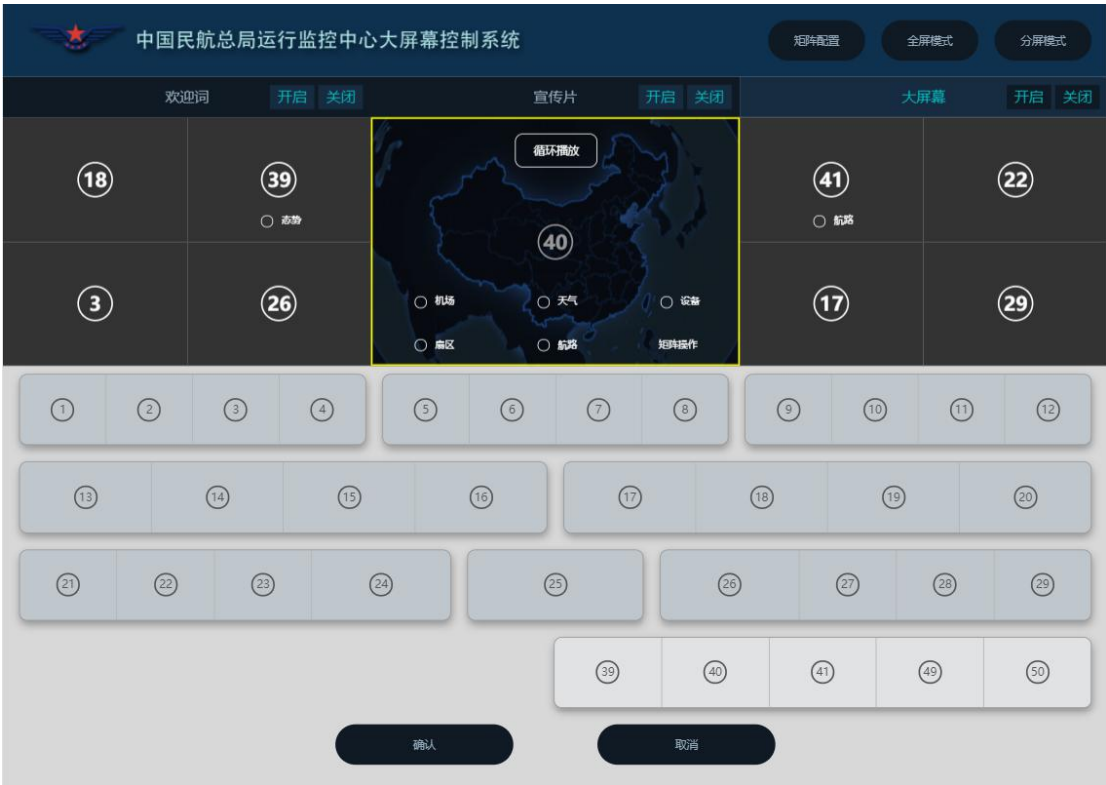 中国民航总局运行监控中心大屏幕控制系统 矩阵配置 全屏模式 分屏模式
欢迎词 开启 关闭 宣传片 开启 关闭 大屏幕 开启 关闭
循环播放
18 39 41 22
态势 航路
40
3 26 机场 天气 设备 17 29
扇区 航路 矩阵操作
1 2 3 4 5 6 7 8 9 10 11 12
13 14 15 16 17 18 19 20
21 22 23 24 25 26 27 28 29
39 40 41 49 50
确认 取消